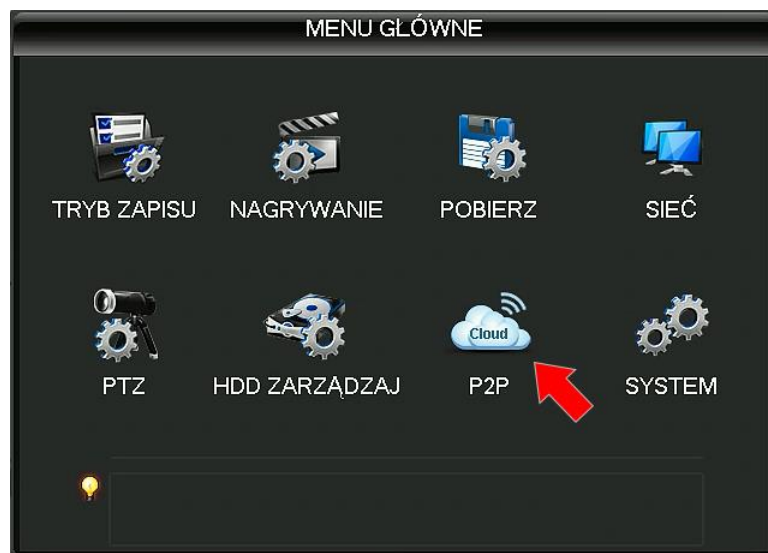 MENU GŁÓWNE
TRYB ZAPISU NAGRYWANIE POBIERZ SIEĆ
Cloud
PTZ HDD ZARZĄDZAJ P2P SYSTEM